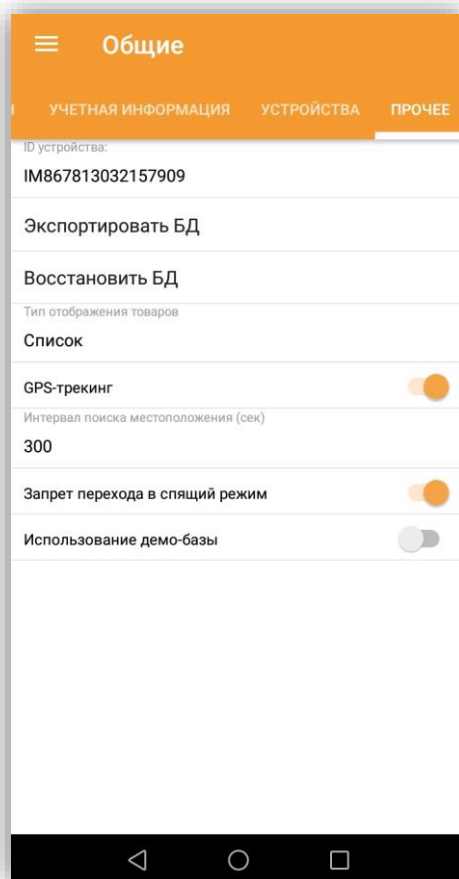 Общие
УЧЕТНАЯ ИНФОРМАЦИЯ УСТРОЙСТВА ПРОЧЕЕ
ID устройства:
IM867813032157909
Экспортировать БД
Восстановить БД
Тип отображения товаров
Список
GPS-трекинг
Интервал поиска местоположения (сек)
300
Запрет перехода в спящий режим
Использование демо-базы